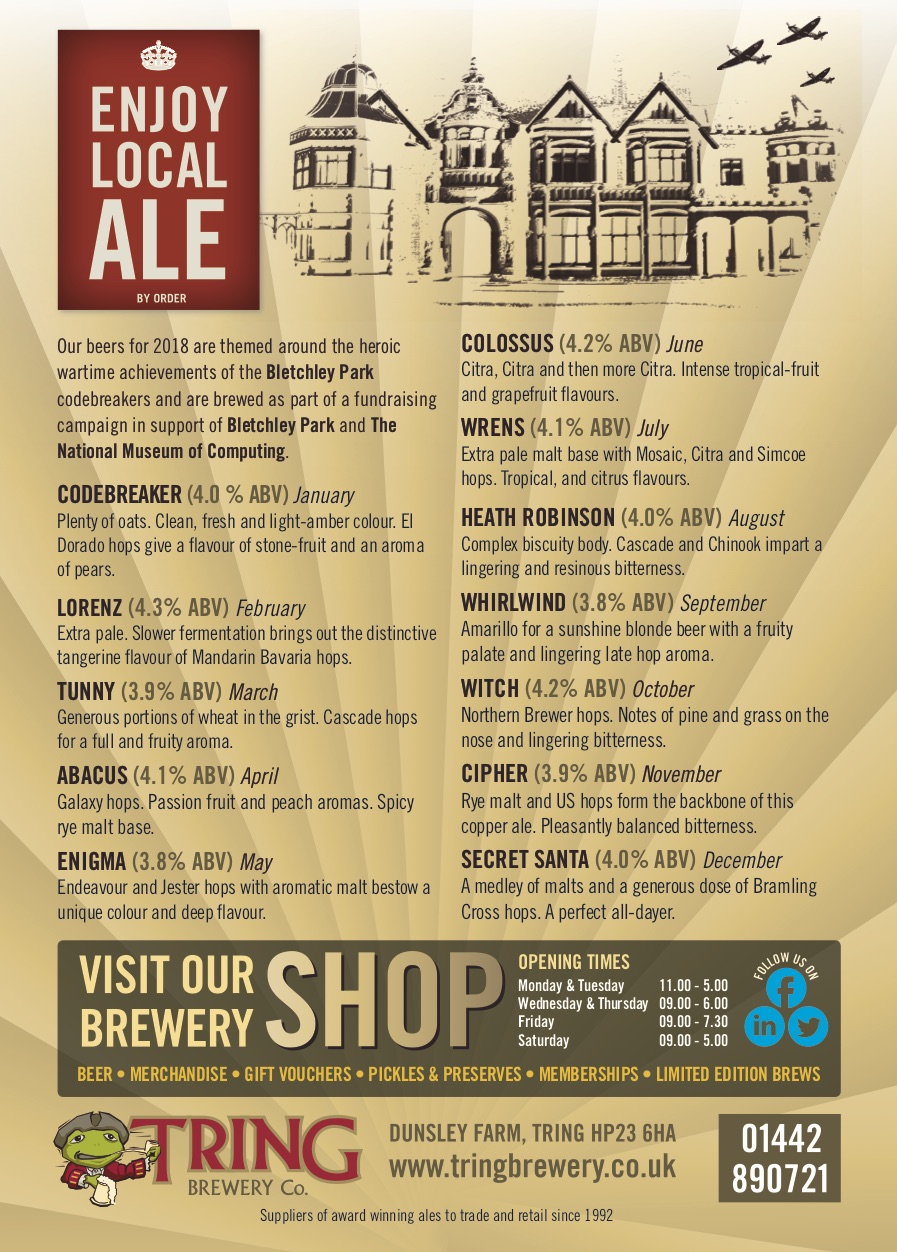 ENJOY
LOCAL
ALE
BY ORDER
Our beers for 2018 are themed around the heroic
wartime achievements of the Bletchley Park
codebreakers and are brewed as part of a fundraising
campaign in support of Bletchley Park and The
National Museum of Computing.
CODEBREAKER (4.0 % ABV) January
Plenty of oats. Clean, fresh and light-amber colour. El
Dorado hops give a flavour of stone-fruit and an aroma
of pears.
LORENZ (4.3% ABV) February
Extra pale. Slower fermentation brings out the distinctive
tangerine flavour of Mandarin Bavaria hops.
TUNNY (3.9% ABV) March
Generous portions of wheat in the grist. Cascade hops
for a full and fruity aroma.
ABACUS (4.1% ABV) April
Galaxy hops. Passion fruit and peach aromas. Spicy
rye malt base.
ENIGMA (3.8% ABV) May
Endeavour and Jester hops with aromatic malt bestow a
unique colour and deep flavour.
COLOSSUS (4.2% ABV) June
Citra, Citra and then more Citra. Intense tropical-fruit
and grapefruit flavours.
WRENS (4.1% ABV) July
Extra pale malt base with Mosaic, Citra and Simcoe
hops. Tropical, and citrus flavours.
HEATH ROBINSON (4.0% ABV) August
Complex biscuity body. Cascade and Chinook impart a
lingering and resinous bitterness.
WHIRLWIND (3.8% ABV) September
Amarillo for a sunshine blonde beer with a fruity
palate and lingering late hop aroma.
WITCH (4.2% ABV) October
Northern Brewer hops. Notes of pine and grass on the
nose and lingering bitterness.
CIPHER (3.9% ABV) November
Rye malt and US hops form the backbone of this
copper ale. Pleasantly balanced bitterness.
SECRET SANTA (4.0% ABV) December
A medley of malts and a generous dose of Bramling
Cross hops. A perfect all-dayer.
VISIT OUR
BREWERY
SHOP
OPENING TIMES
Monday & Tuesday 11.00 - 5.00
Wednesday & Thursday 09.00 - 6.00
Friday 09.00 - 7.30
Saturday 09.00 - 5.00
FOLLOW US ON
f
in
BEER • MERCHANDISE • GIFT VOUCHERS • PICKLES & PRESERVES • MEMBERSHIPS • LIMITED EDITION BREWS
TRING
BREWERY Co.
DUNSLEY FARM, TRING HP23 6HA
www.tringbrewery.co.uk
01442
890721
Suppliers of award winning ales to trade and retail since 1992